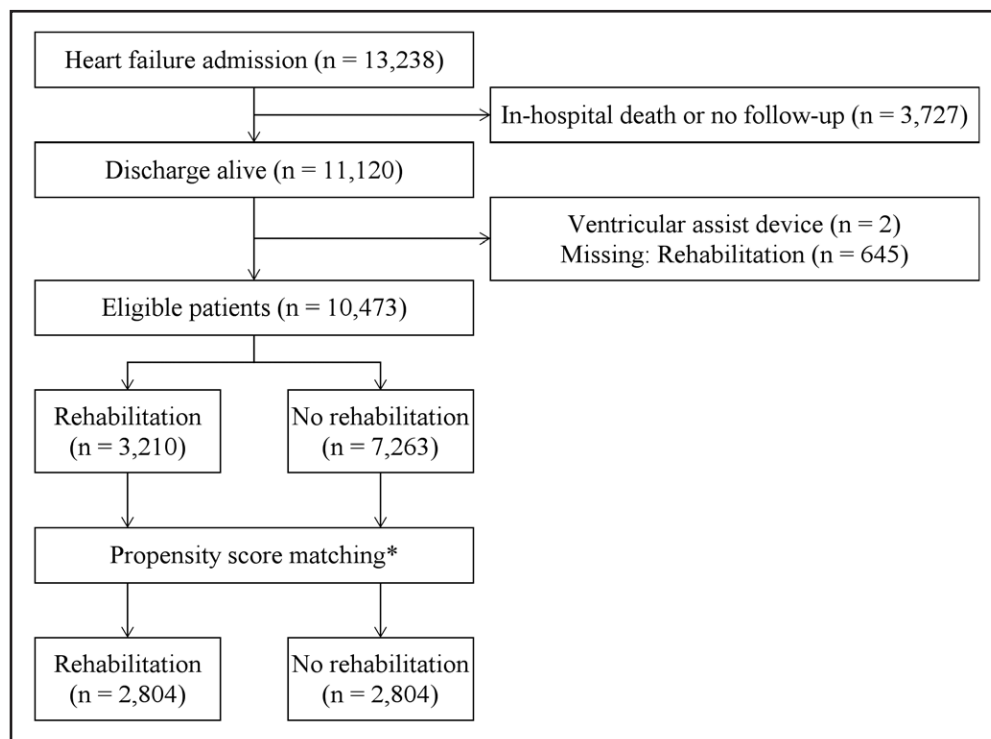 Heart failure admission (n = 13,238)
In-hospital death or no follow-up (n = 3,727)
Discharge alive (n = 11,120)
Ventricular assist device (n = 2)
Missing: Rehabilitation (n = 645)
Eligible patients (n = 10,473)
Rehabilitation
(n = 3,210)
No rehabilitation
(n = 7,263)
Propensity score matching*
Rehabilitation
(n = 2,804)
No rehabilitation
(n = 2,804)